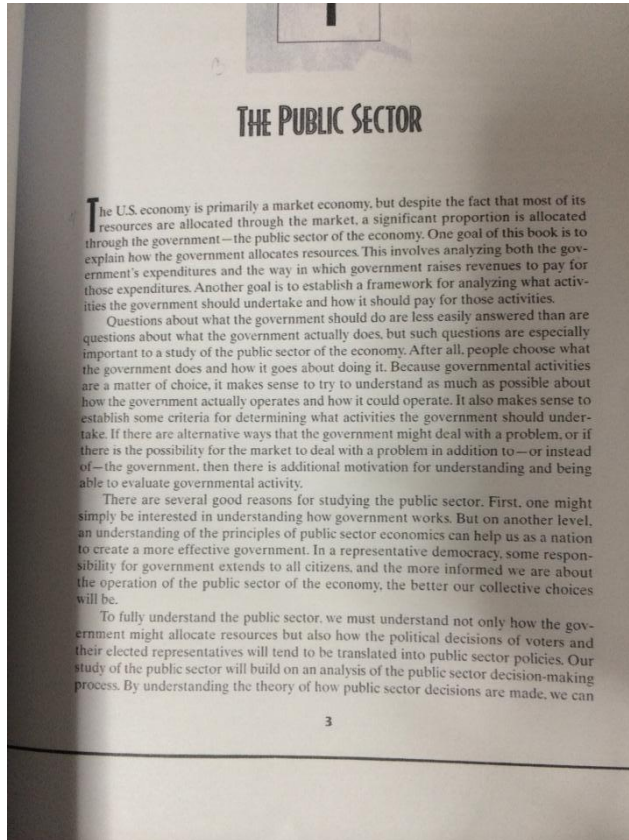 1
THE PUBLIC SECTOR
The U.S. economy is primarily a market economy, but despite the fact that most of its
resources are allocated through the market, a significant proportion is allocated
through the government—the public sector of the economy. One goal of this book is to
explain how the government allocates resources. This involves analyzing both the gov-
ernment's expenditures and the way in which government raises revenues to pay for
those expenditures. Another goal is to establish a framework for analyzing what activ-
ities the government should undertake and how it should pay for those activities.
Questions about what the government should do are less easily answered than are
questions about what the government actually does, but such questions are especially
important to a study of the public sector of the economy. After all, people choose what
the government does and how it goes about doing it. Because governmental activities
are a matter of choice, it makes sense to try to understand as much as possible about
how the government actually operates and how it could operate. It also makes sense to
establish some criteria for determining what activities the government should under-
take. If there are alternative ways that the government might deal with a problem, or if
there is the possibility for the market to deal with a problem in addition to—or instead
of—the government, then there is additional motivation for understanding and being
able to evaluate governmental activity.
There are several good reasons for studying the public sector. First, one might
simply be interested in understanding how government works. But on another level,
an understanding of the principles of public sector economics can help us as a nation
to create a more effective government. In a representative democracy, some respon-
sibility for government extends to all citizens, and the more informed we are about
the operation of the public sector of the economy, the better our collective choices
will be.
To fully understand the public sector, we must understand not only how the gov-
ernment might allocate resources but also how the political decisions of voters and
their elected representatives will tend to be translated into public sector policies. Our
study of the public sector will build on an analysis of the public sector decision-making
process. By understanding the theory of how public sector decisions are made, we can
3